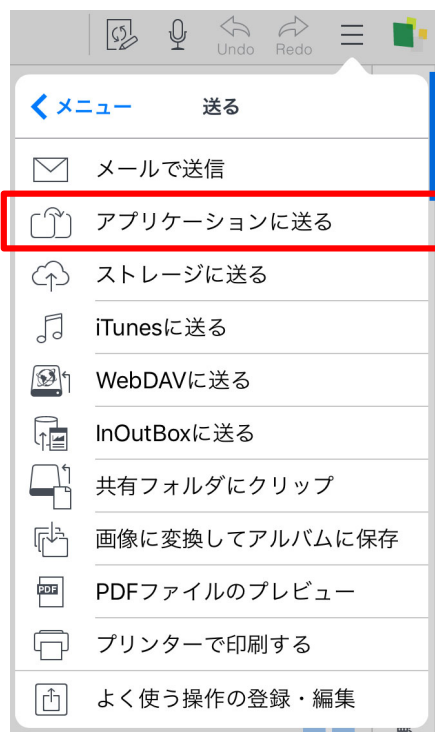 Undo Redo
メニュー 送る
メールで送信
アプリケーションに送る
ストレージに送る
iTunesに送る
WebDAVに送る
InOutBoxに送る
共有フォルダにクリップ
画像に変換してアルバムに保存
PDF PDFファイルのプレビュー
プリンターで印刷する
よく使う操作の登録・編集